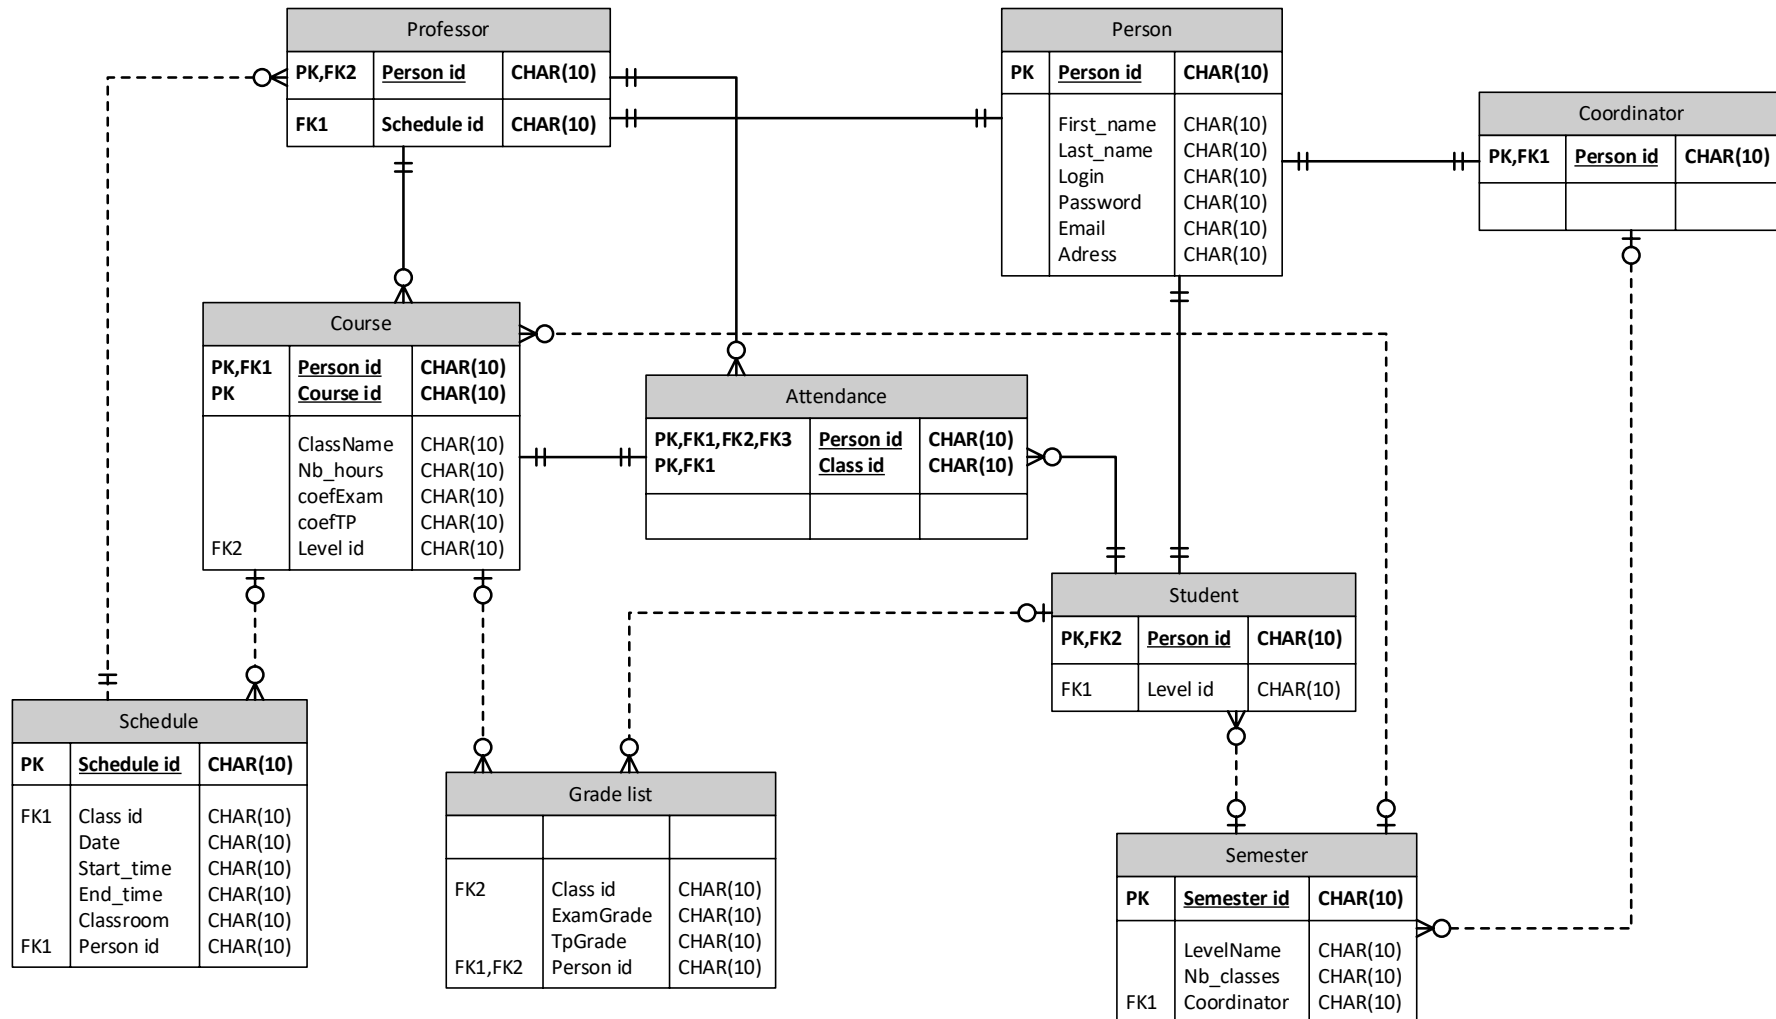 Professor
PK,FK2 Person id CHAR(10)
FK1 Schedule id CHAR(10)
Person
PK Person id CHAR(10)
First_name CHAR(10)
Last_name CHAR(10)
Login CHAR(10)
Password CHAR(10)
Email CHAR(10)
Adress CHAR(10)
Coordinator
PK,FK1 Person id CHAR(10)
Course
PK,FK1 Person id CHAR(10)
PK Course id CHAR(10)
ClassName CHAR(10)
Nb_hours CHAR(10)
coefExam CHAR(10)
coefTP CHAR(10)
FK2 Level id CHAR(10)
Attendance
PK,FK1,FK2,FK3 Person id CHAR(10)
PK,FK1 Class id CHAR(10)
Student
PK,FK2 Person id CHAR(10)
FK1 Level id CHAR(10)
Schedule
PK Schedule id CHAR(10)
FK1 Class id CHAR(10)
Date CHAR(10)
Start_time CHAR(10)
End_time CHAR(10)
Classroom CHAR(10)
FK1 Person id CHAR(10)
Grade list
FK2 Class id CHAR(10)
ExamGrade CHAR(10)
TpGrade CHAR(10)
FK1,FK2 Person id CHAR(10)
Semester
PK Semester id CHAR(10)
LevelName CHAR(10)
Nb_classes CHAR(10)
FK1 Coordinator CHAR(10)